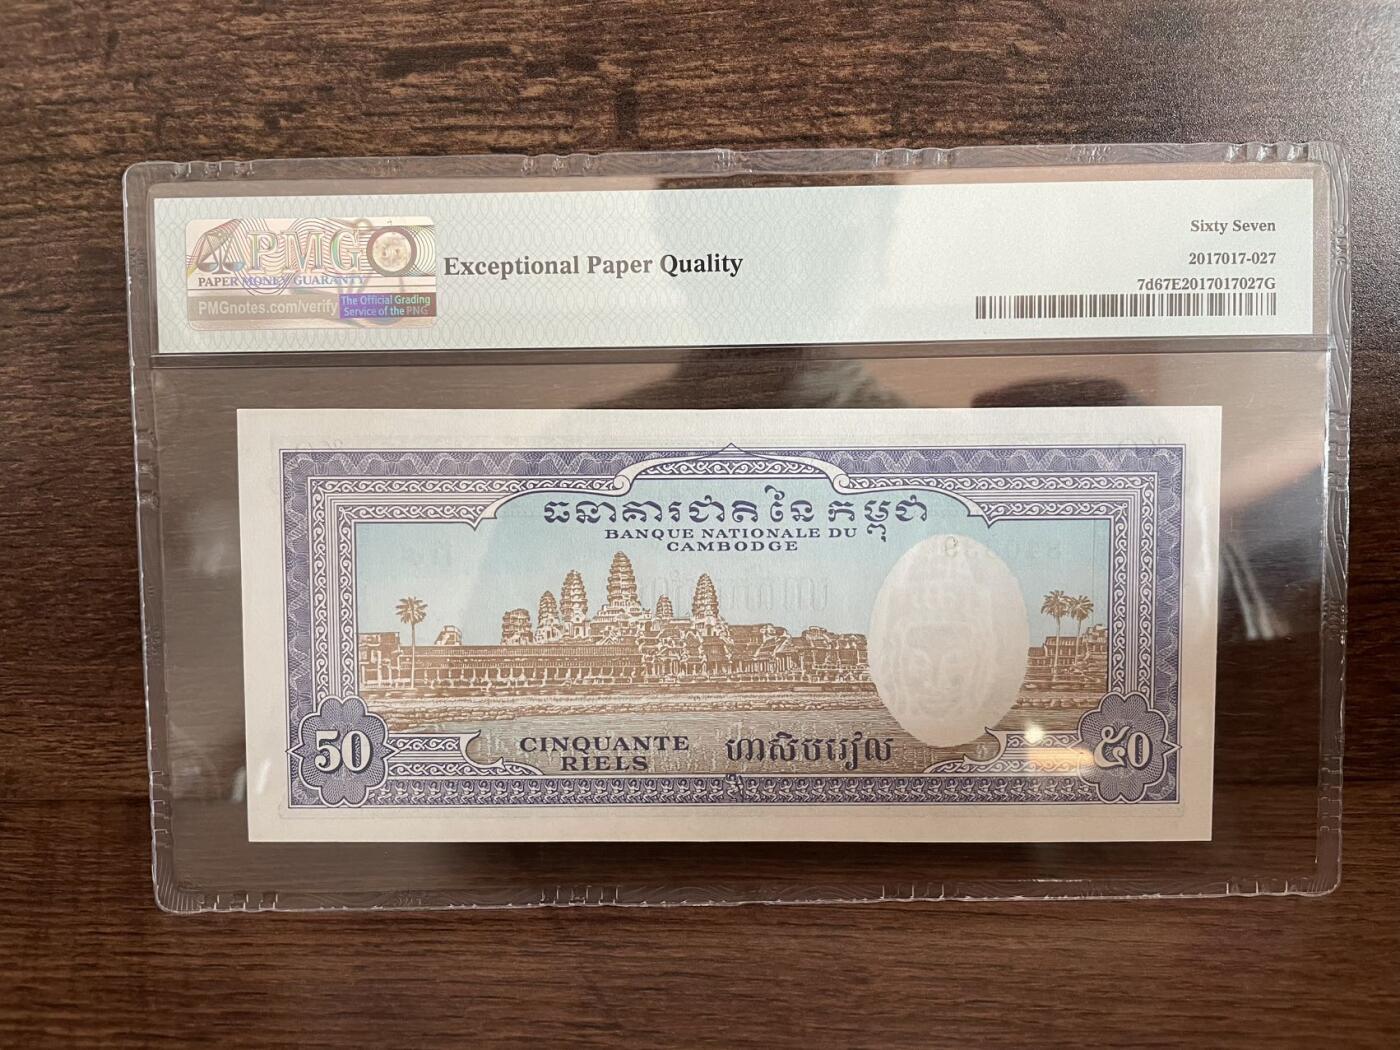 PMG
PAPER MONEY GUARANTY
PMGnotes.com/verify
The Official Grading
Service of the PNG
Exceptional Paper Quality
Sixty Seven
2017017-027
7d67E2017017027G
ធនាគារជាតិនៃកម្ពុជា
BANQUE NATIONALE DU
CAMBODGE
50
CINQUANTE
RIELS
ហាសិបរៀល
៥០